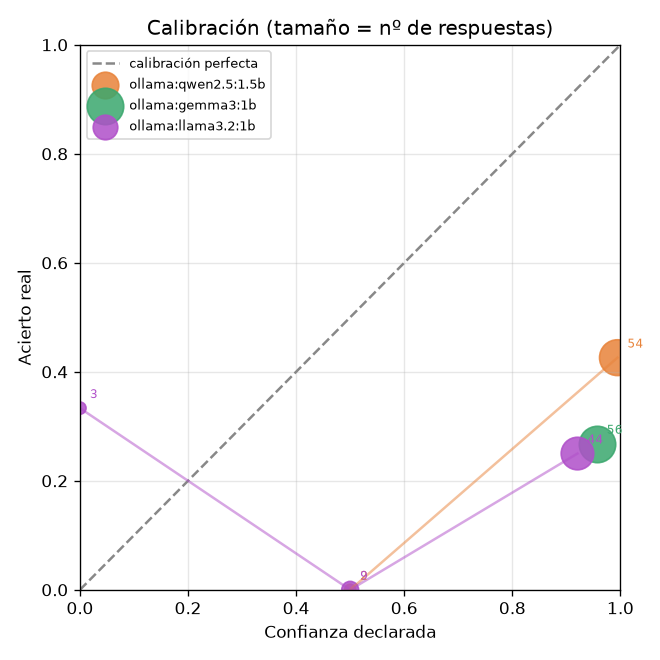 Calibración (tamaño = nº de respuestas)
1.0
0.8
0.6
0.4
0.2
0.0
calibración perfecta
ollama:qwen2.5:1.5b
ollama:gemma3:1b
ollama:llama3.2:1b
54
56
44
3
9
0.0 0.2 0.4 0.6 0.8 1.0
Confianza declarada
Acierto real